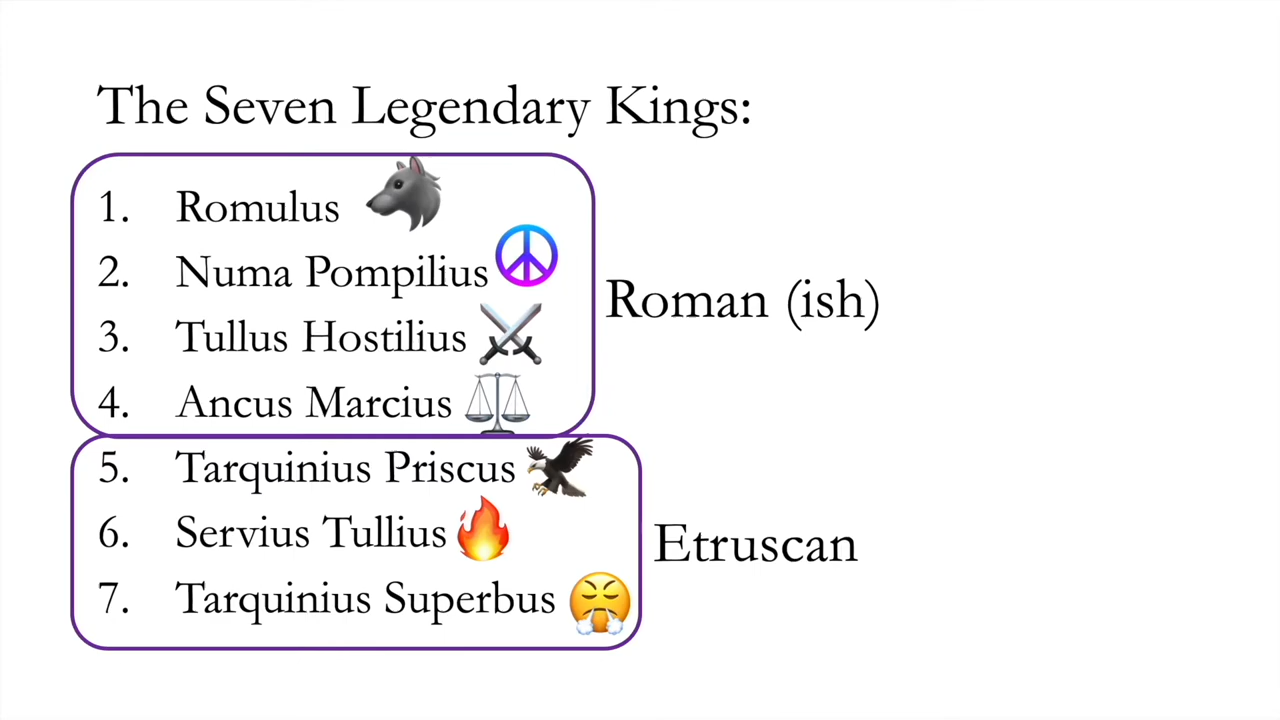 The Seven Legendary Kings:
1. Romulus
2. Numa Pompilius
3. Tullus Hostilius
4. Ancus Marcius
Roman (ish)
5. Tarquinius Priscus
6. Servius Tullius
7. Tarquinius Superbus
Etruscan